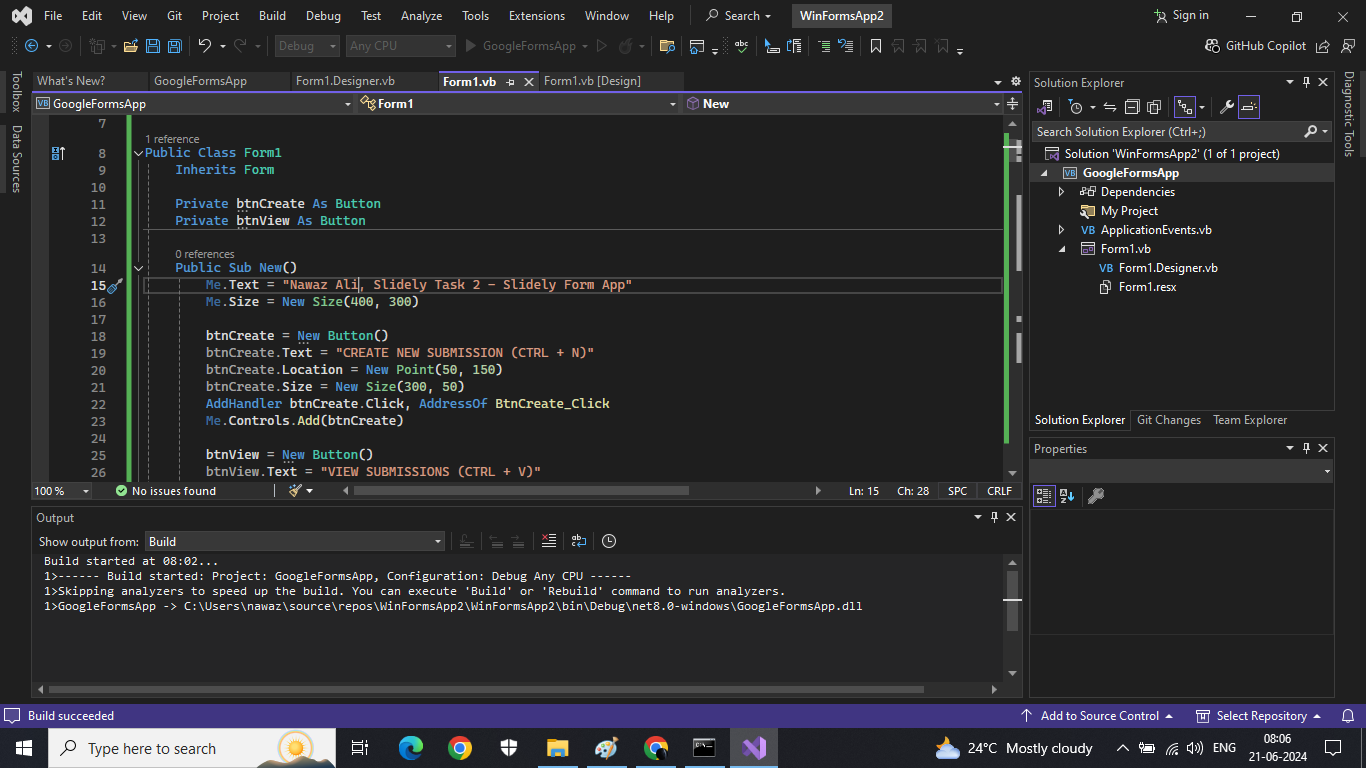 File Edit View Git Project Build Debug Test Analyze Tools Extensions Window Help Search WinFormsApp2 Sign in
Debug Any CPU GoogleFormsApp GitHub Copilot
What's New? GoogleFormsApp Form1.Designer.vb Form1.vb Form1.vb [Design]
Toolbox
Data Sources
GoogleFormsApp Form1 New
7
1 reference
8 Public Class Form1
9 Inherits Form
10
11 Private btnCreate As Button
12 Private btnView As Button
13
0 references
14 Public Sub New()
15 Me.Text = "Nawaz Ali, Slidely Task 2 - Slidely Form App"
16 Me.Size = New Size(400, 300)
17
18 btnCreate = New Button()
19 btnCreate.Text = "CREATE NEW SUBMISSION (CTRL + N)"
20 btnCreate.Location = New Point(50, 150)
21 btnCreate.Size = New Size(300, 50)
22 AddHandler btnCreate.Click, AddressOf BtnCreate_Click
23 Me.Controls.Add(btnCreate)
24
25 btnView = New Button()
26 btnView.Text = "VIEW SUBMISSIONS (CTRL + V)"
100 % No issues found Ln: 15 Ch: 28 SPC CRLF
Output
Show output from: Build
Build started at 08:02...
1>------ Build started: Project: GoogleFormsApp, Configuration: Debug Any CPU ------
1>Skipping analyzers to speed up the build. You can execute 'Build' or 'Rebuild' command to run analyzers.
1>GoogleFormsApp -> C:\Users\nawaz\source\repos\WinFormsApp2\WinFormsApp2\bin\Debug\net8.0-windows\GoogleFormsApp.dll
Solution Explorer
Search Solution Explorer (Ctrl+;)
Solution 'WinFormsApp2' (1 of 1 project)
GoogleFormsApp
Dependencies
My Project
ApplicationEvents.vb
Form1.vb
Form1.Designer.vb
Form1.resx
Solution Explorer Git Changes Team Explorer
Properties
Diagnostic Tools
Build succeeded Add to Source Control Select Repository
Type here to search 24°C Mostly cloudy ENG 08:06
21-06-2024